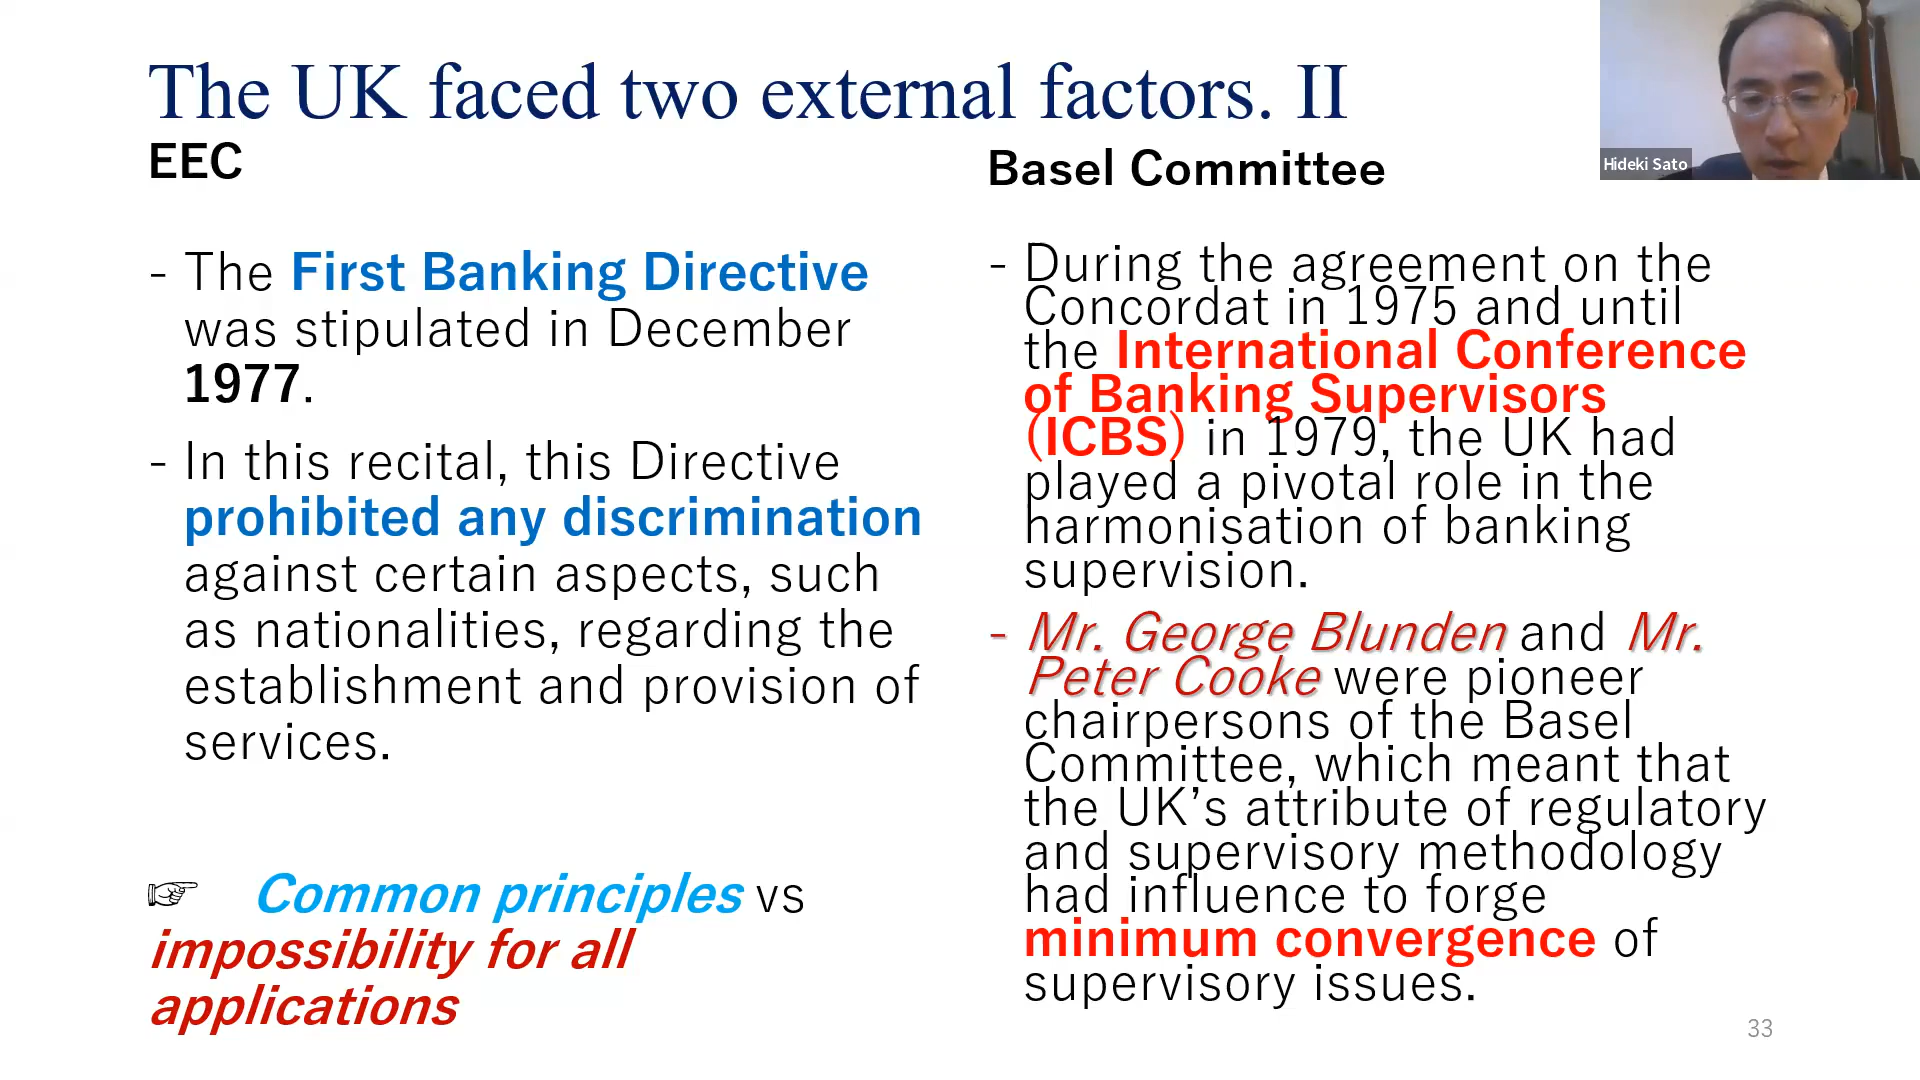 The UK faced two external factors. II
EEC
- The First Banking Directive
was stipulated in December
1977.
- In this recital, this Directive
prohibited any discrimination
against certain aspects, such
as nationalities, regarding the
establishment and provision of
services.
☞ Common principles vs
impossibility for all
applications
Basel Committee
- During the agreement on the
Concordat in 1975 and until
the International Conference
of Banking Supervisors
(ICBS) in 1979, the UK had
played a pivotal role in the
harmonisation of banking
supervision.
- Mr. George Blunden and Mr.
Peter Cooke were pioneer
chairpersons of the Basel
Committee, which meant that
the UK’s attribute of regulatory
and supervisory methodology
had influence to forge
minimum convergence of
supervisory issues.
33
Hideki Sato